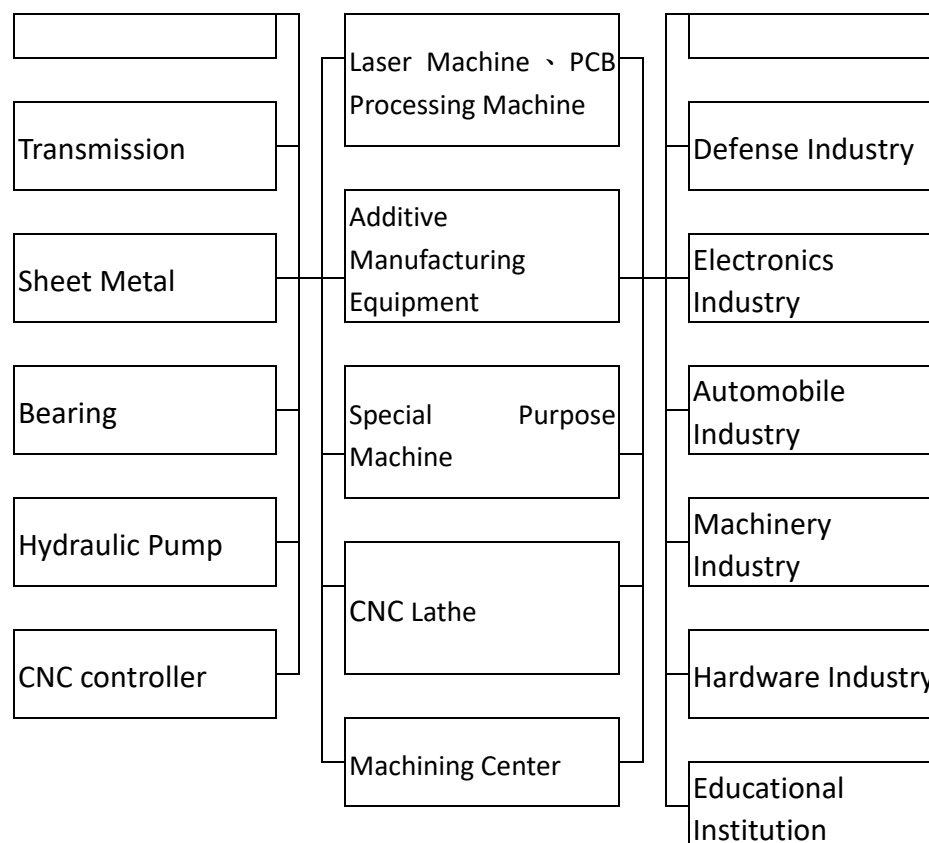 Transmission
Sheet Metal
Bearing
Hydraulic Pump
CNC controller
Laser Machine、PCB
Processing Machine
Additive
Manufacturing
Equipment
Special Purpose
Machine
CNC Lathe
Machining Center
Defense Industry
Electronics
Industry
Automobile
Industry
Machinery
Industry
Hardware Industry
Educational
Institution